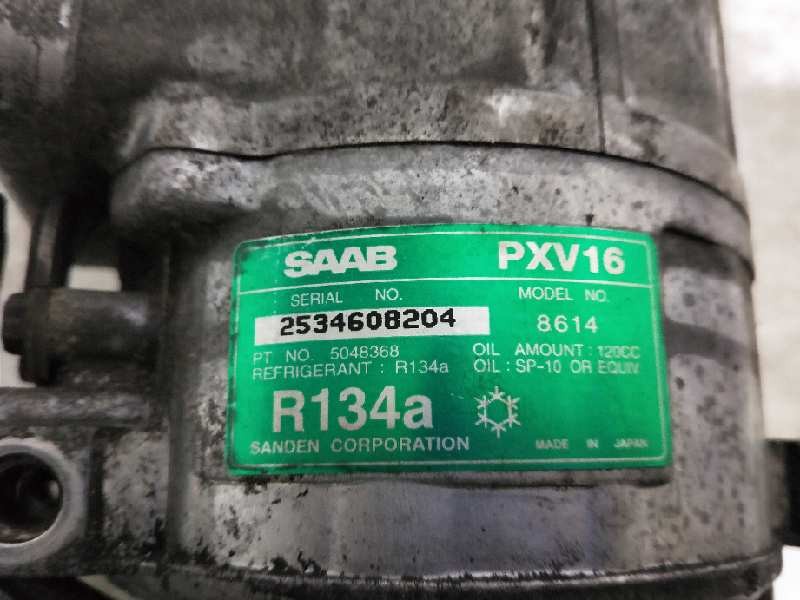 SAAB PXV16
SERIAL NO. MODEL NO.
2534608204 8614
PT NO. 5048368 OIL AMOUNT : 120CC
REFRIGERANT : R134a OIL : SP-10 OR EQUIV
R134a
SANDEN CORPORATION MADE IN JAPAN